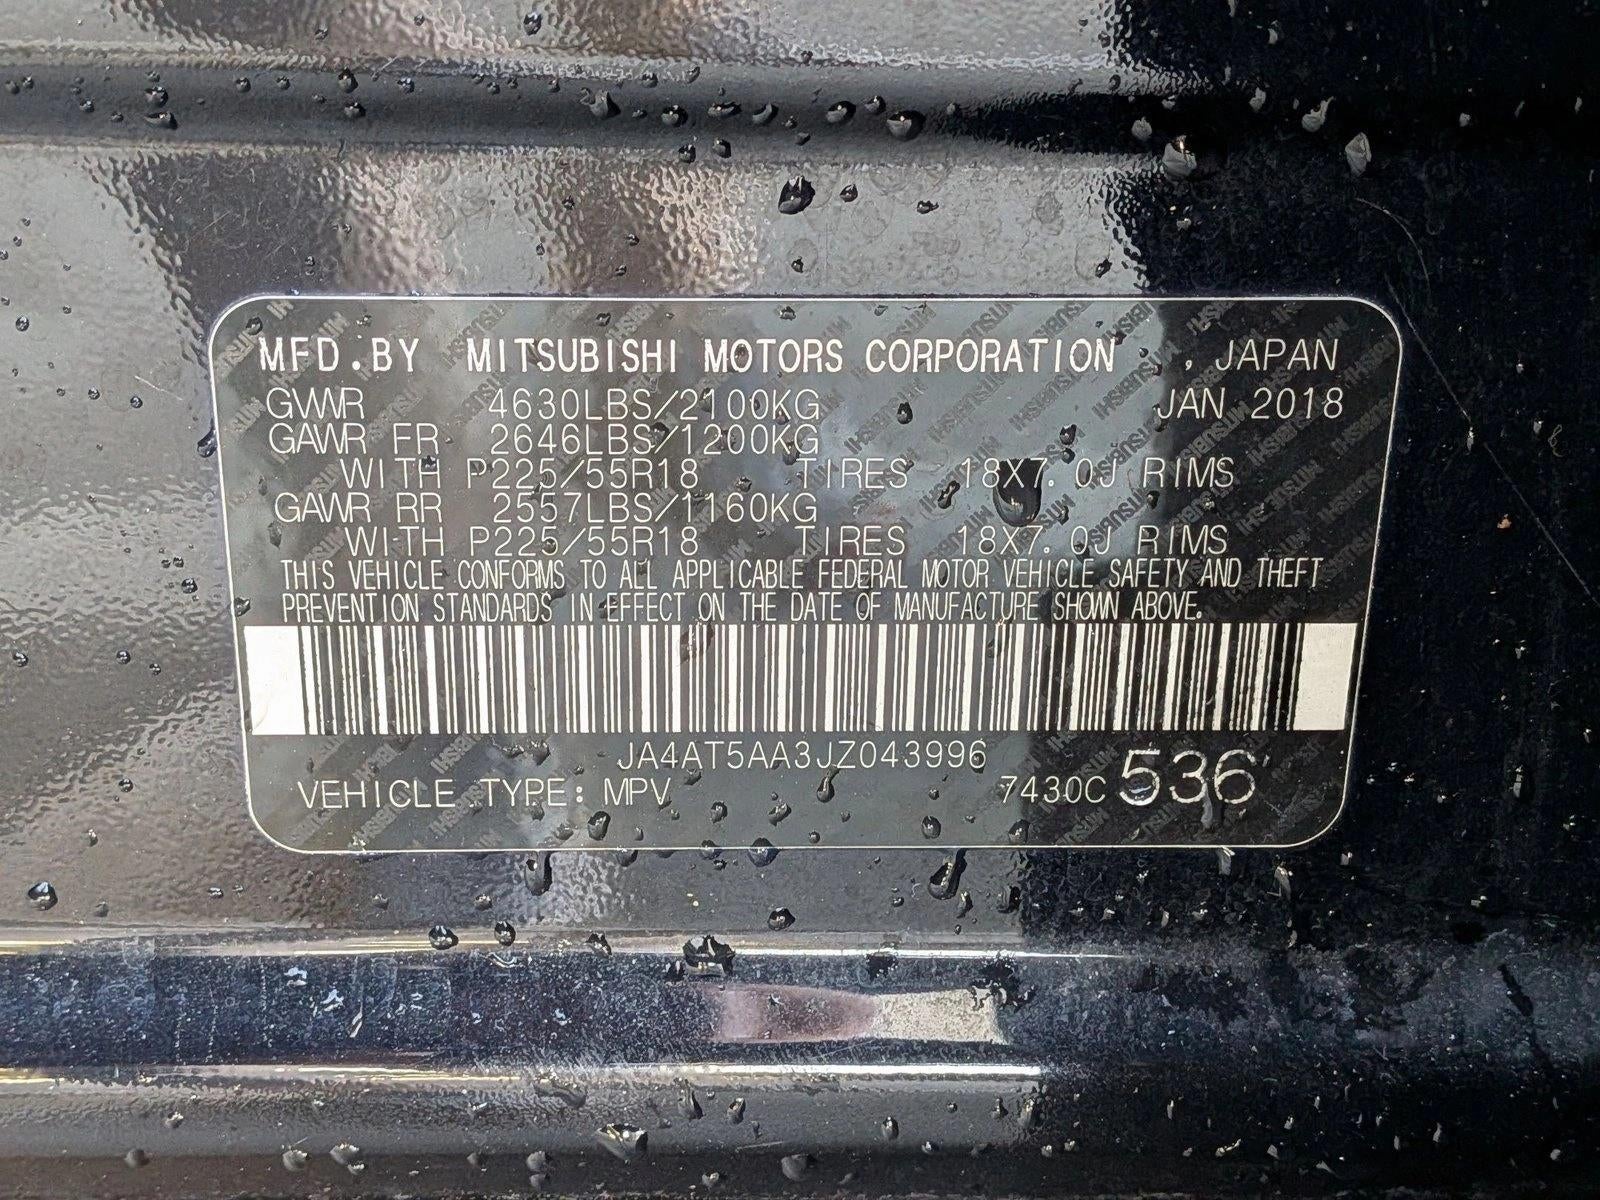 MFD.BY MITSUBISHI MOTORS CORPORATION , JAPAN
GVWR 4630LBS/2100KG JAN 2018
GAWR FR 2646LBS/1200KG
WITH P225/55R18 TIRES 18X7.0J RIMS
GAWR RR 2557LBS/1160KG
WITH P225/55R18 TIRES 18X7.0J RIMS
THIS VEHICLE CONFORMS TO ALL APPLICABLE FEDERAL MOTOR VEHICLE SAFETY AND THEFT
PREVENTION STANDARDS IN EFFECT ON THE DATE OF MANUFACTURE SHOWN ABOVE.
JA4AT5AA3JZ043996
VEHICLE TYPE: MPV 7430C 536